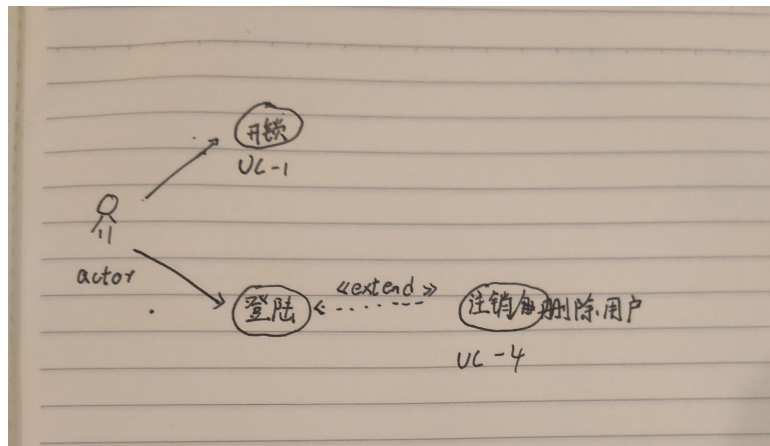 开锁
UC-1
actor
登陆
<<extend>>
注销 删除用户
UC-4